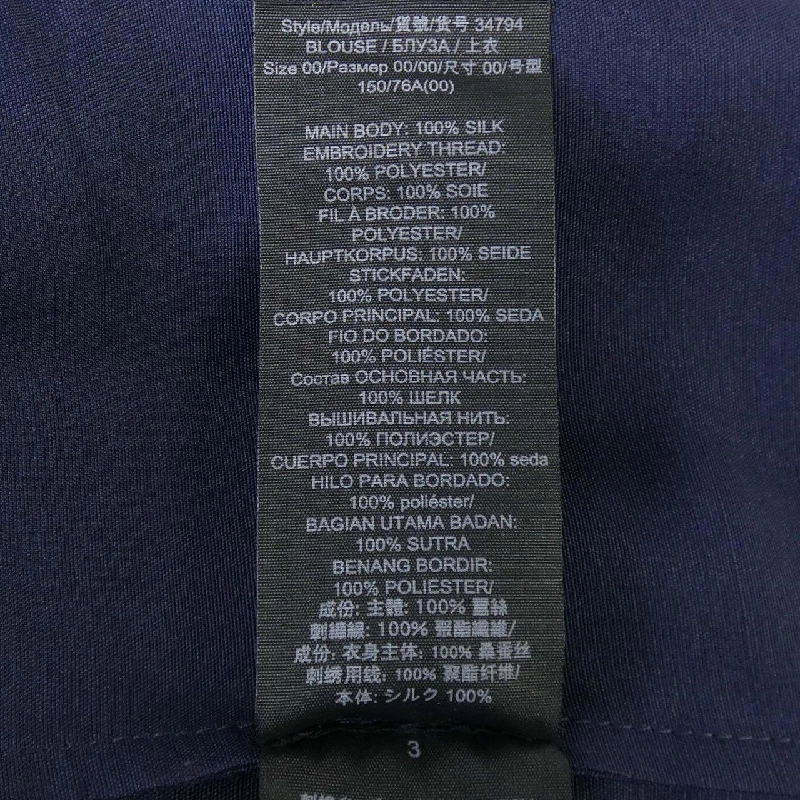 Style/Модель/貨號/货号 34794
BLOUSE / БЛУЗА / 上衣
Size 00/Размер 00/00/尺寸 00/号型
150/76A(00)
MAIN BODY: 100% SILK
EMBROIDERY THREAD:
100% POLYESTER/
CORPS: 100% SOIE
FIL À BRODER: 100%
POLYESTER/
HAUPTKORPUS. 100% SEIDE
STICKFADEN:
100% POLYESTER/
CORPO PRINCIPAL: 100% SEDA
FIO DO BORDADO:
100% POLIÉSTER/
Состав ОСНОВНАЯ ЧАСТЬ:
100% ШЕЛК
ВЫШИВАЛЬНАЯ НИТЬ:
100% ПОЛИЭСТЕР/
CUERPO PRINCIPAL: 100% seda
HILO PARA BORDADO:
100% poliéster/
BAGIAN UTAMA BADAN:
100% SUTRA
BENANG BORDIR:
100% POLIESTER/
成份: 主體: 100% 蠶絲
刺繡線: 100% 聚酯纖維/
成份: 衣身主体: 100% 桑蚕丝
刺绣用线: 100% 聚酯纤维/
本体: シルク 100%
3